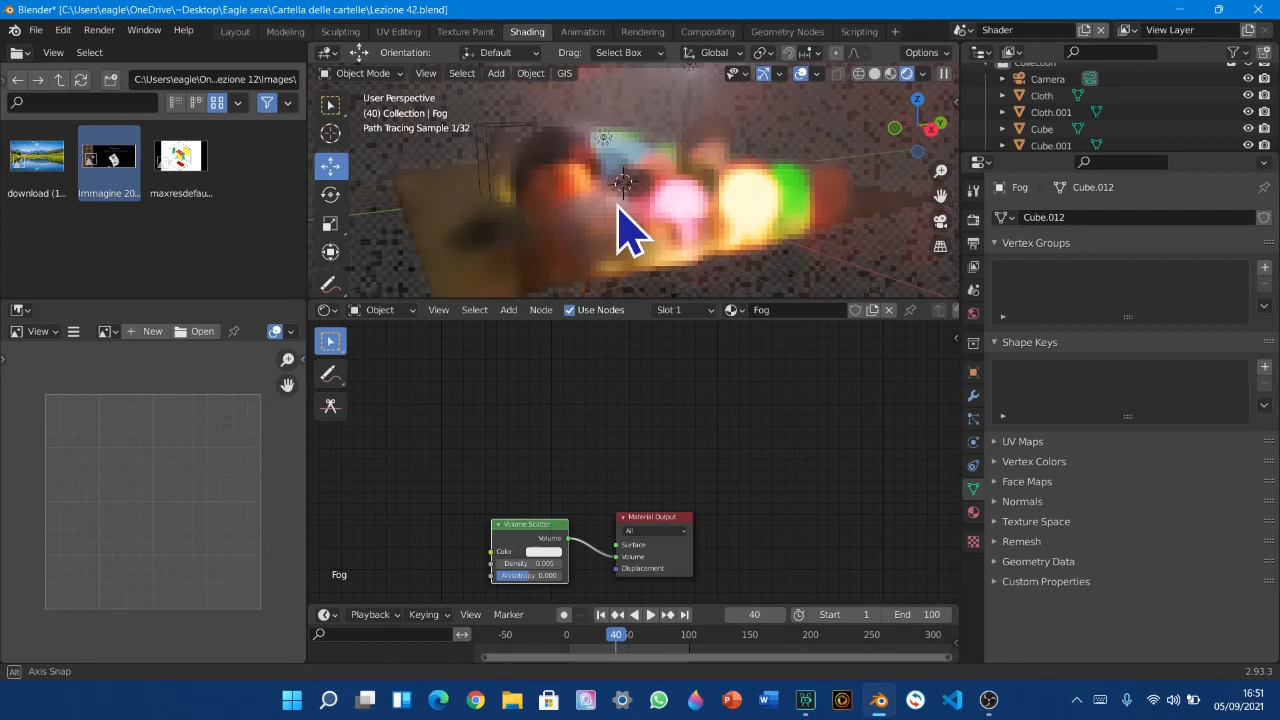 Blender* [C:\Users\eagle\OneDrive\~Desktop\Eagle sera\Cartella delle cartelle\Lezione 42.blend]
File Edit Render Window Help Layout Modeling Sculpting UV Editing Texture Paint Shading Animation Rendering Compositing Geometry Nodes Scripting + Shader View Layer
View Select Orientation: Default Drag: Select Box Global Options
C:\Users\eagle\On...ezione 12\Images\ Object Mode View Select Add Object GIS
User Perspective
(40) Collection | Fog
Path Tracing Sample 1/32
Z
Y
X
download (1...
Immagine 20...
maxresdefau...
Collection
Camera
Cloth
Cloth.001
Cube
Cube.001
Fog Cube.012
Cube.012
Vertex Groups
Shape Keys
UV Maps
Vertex Colors
Face Maps
Normals
Texture Space
Remesh
Geometry Data
Custom Properties
View New Open
Object View Select Add Node Use Nodes Slot 1 Fog
Volume Scatter
Volume
Color
Density 0.005
Anisotropy 0.000
Material Output
All
Surface
Volume
Displacement
Fog
Playback Keying View Marker 40 Start 1 End 100
-50 0 40 50 100 150 200 250 300
Alt Axis Snap 2.93.3
16:51
05/09/2021